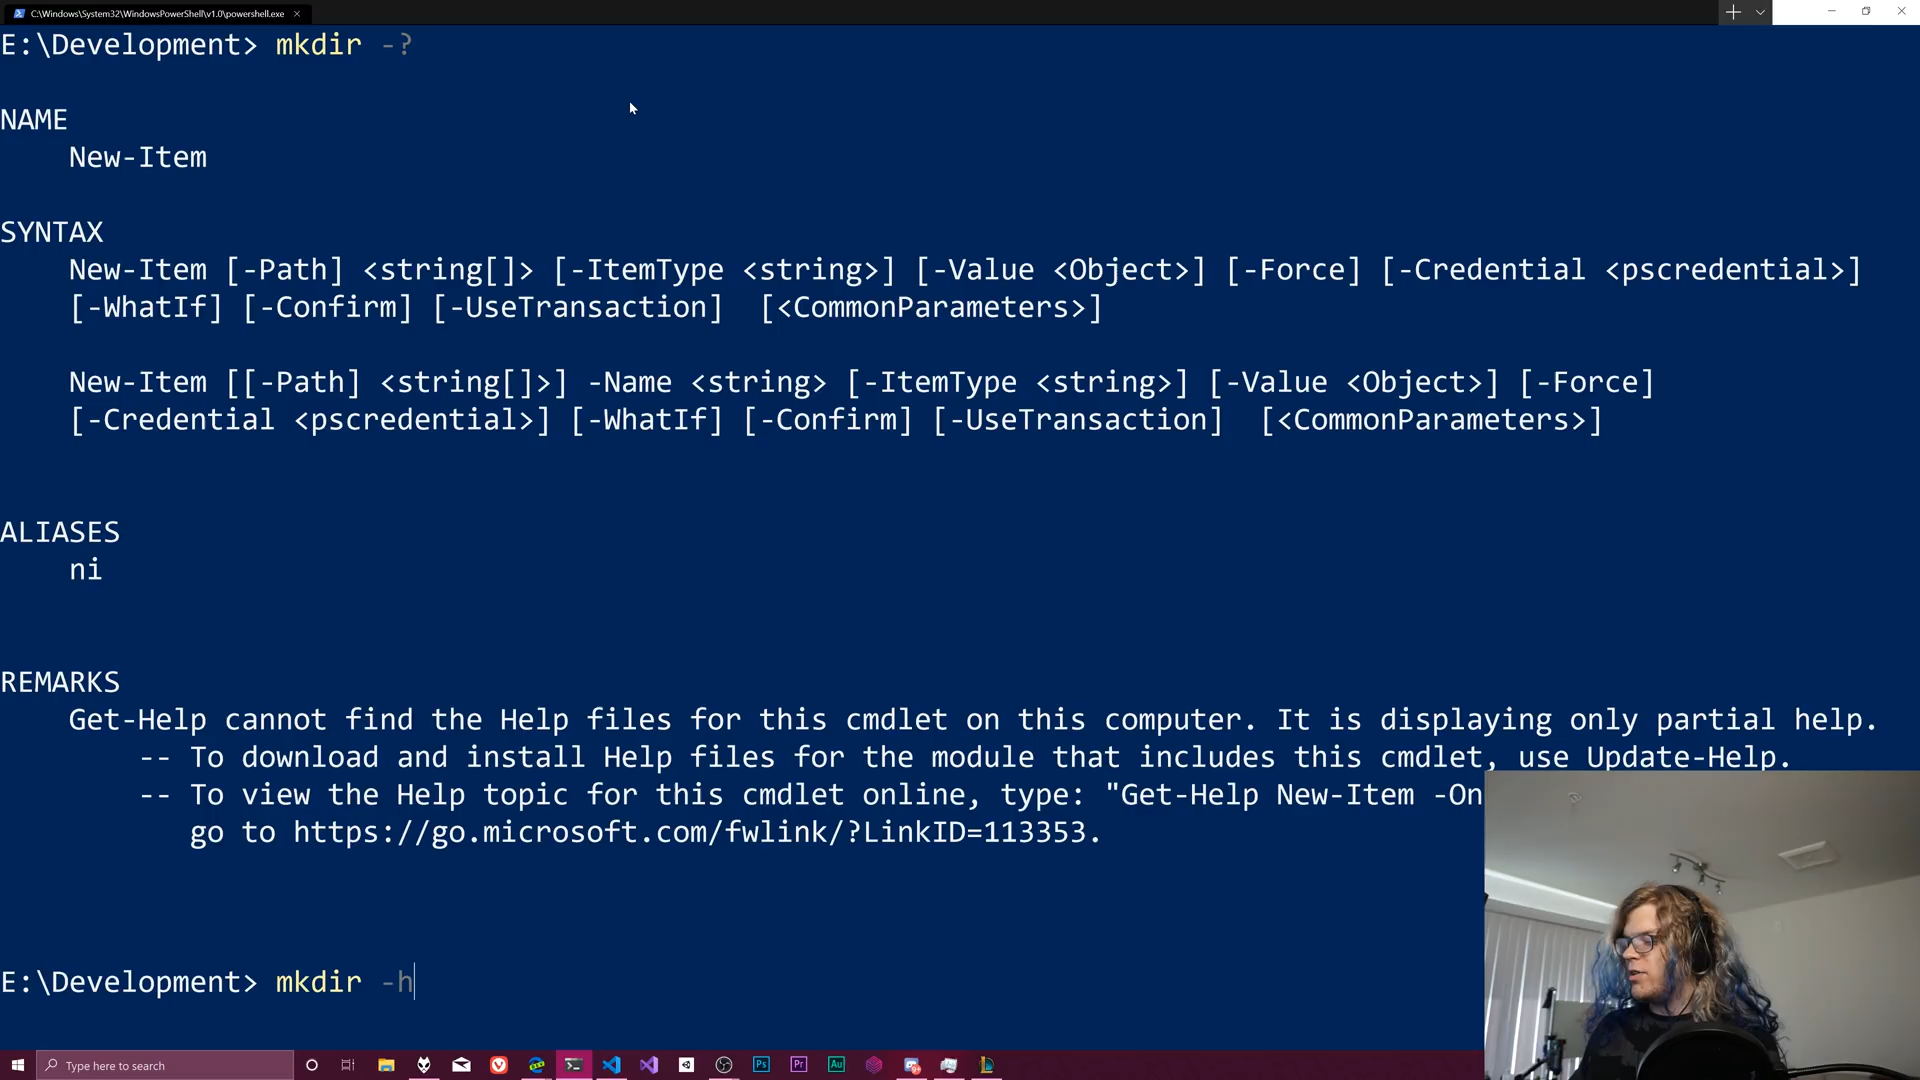 C:\Windows\System32\WindowsPowerShell\v1.0\powershell.exe
E:\Development> mkdir -?
NAME
New-Item
SYNTAX
New-Item [-Path] <string[]> [-ItemType <string>] [-Value <Object>] [-Force] [-Credential <pscredential>]
[-WhatIf] [-Confirm] [-UseTransaction]  [<CommonParameters>]
New-Item [[-Path] <string[]>] -Name <string> [-ItemType <string>] [-Value <Object>] [-Force]
[-Credential <pscredential>] [-WhatIf] [-Confirm] [-UseTransaction]  [<CommonParameters>]
ALIASES
ni
REMARKS
Get-Help cannot find the Help files for this cmdlet on this computer. It is displaying only partial help.
-- To download and install Help files for the module that includes this cmdlet, use Update-Help.
-- To view the Help topic for this cmdlet online, type: "Get-Help New-Item -On
go to https://go.microsoft.com/fwlink/?LinkID=113353.
E:\Development> mkdir -h
Type here to search
Ps
Pr
Au